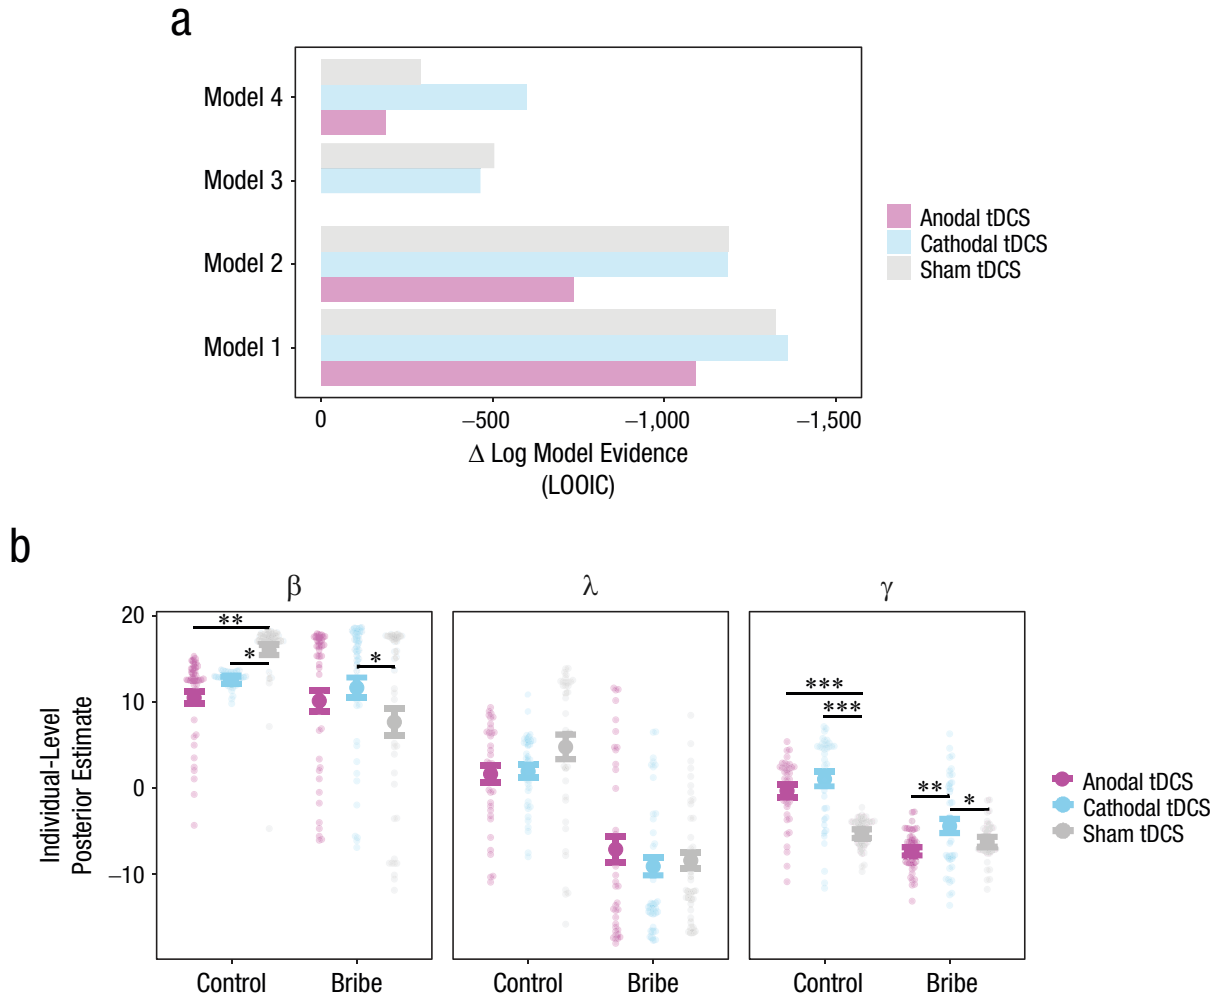 a
Model 4
Model 3
Model 2
Model 1
0
−500
−1,000
−1,500
Δ Log Model Evidence
(LOOIC)
Anodal tDCS
Cathodal tDCS
Sham tDCS
b
β
λ
γ
Individual-Level
Posterior Estimate
20
10
0
−10
**
*
*
***
***
**
*
Control
Bribe
Control
Bribe
Control
Bribe
Anodal tDCS
Cathodal tDCS
Sham tDCS